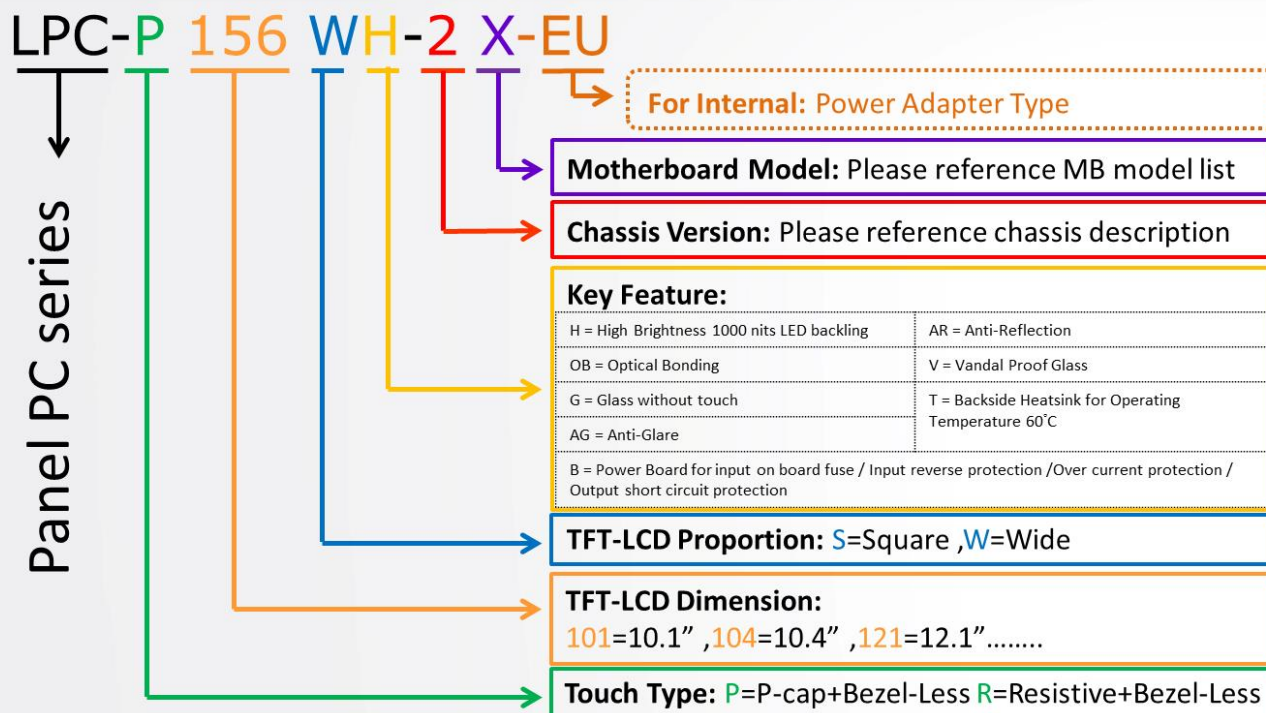 LPC-P 156 WH-2 X-EU
Panel PC series
For Internal: Power Adapter Type
Motherboard Model: Please reference MB model list
Chassis Version: Please reference chassis description
Key Feature:
H = High Brightness 1000 nits LED backling
AR = Anti-Reflection
OB = Optical Bonding
V = Vandal Proof Glass
G = Glass without touch
T = Backside Heatsink for Operating
Temperature 60°C
AG = Anti-Glare
B = Power Board for input on board fuse / Input reverse protection /Over current protection /
Output short circuit protection
TFT-LCD Proportion: S=Square ,W=Wide
TFT-LCD Dimension:
101=10.1” ,104=10.4” ,121=12.1”........
Touch Type: P=P-cap+Bezel-Less R=Resistive+Bezel-Less